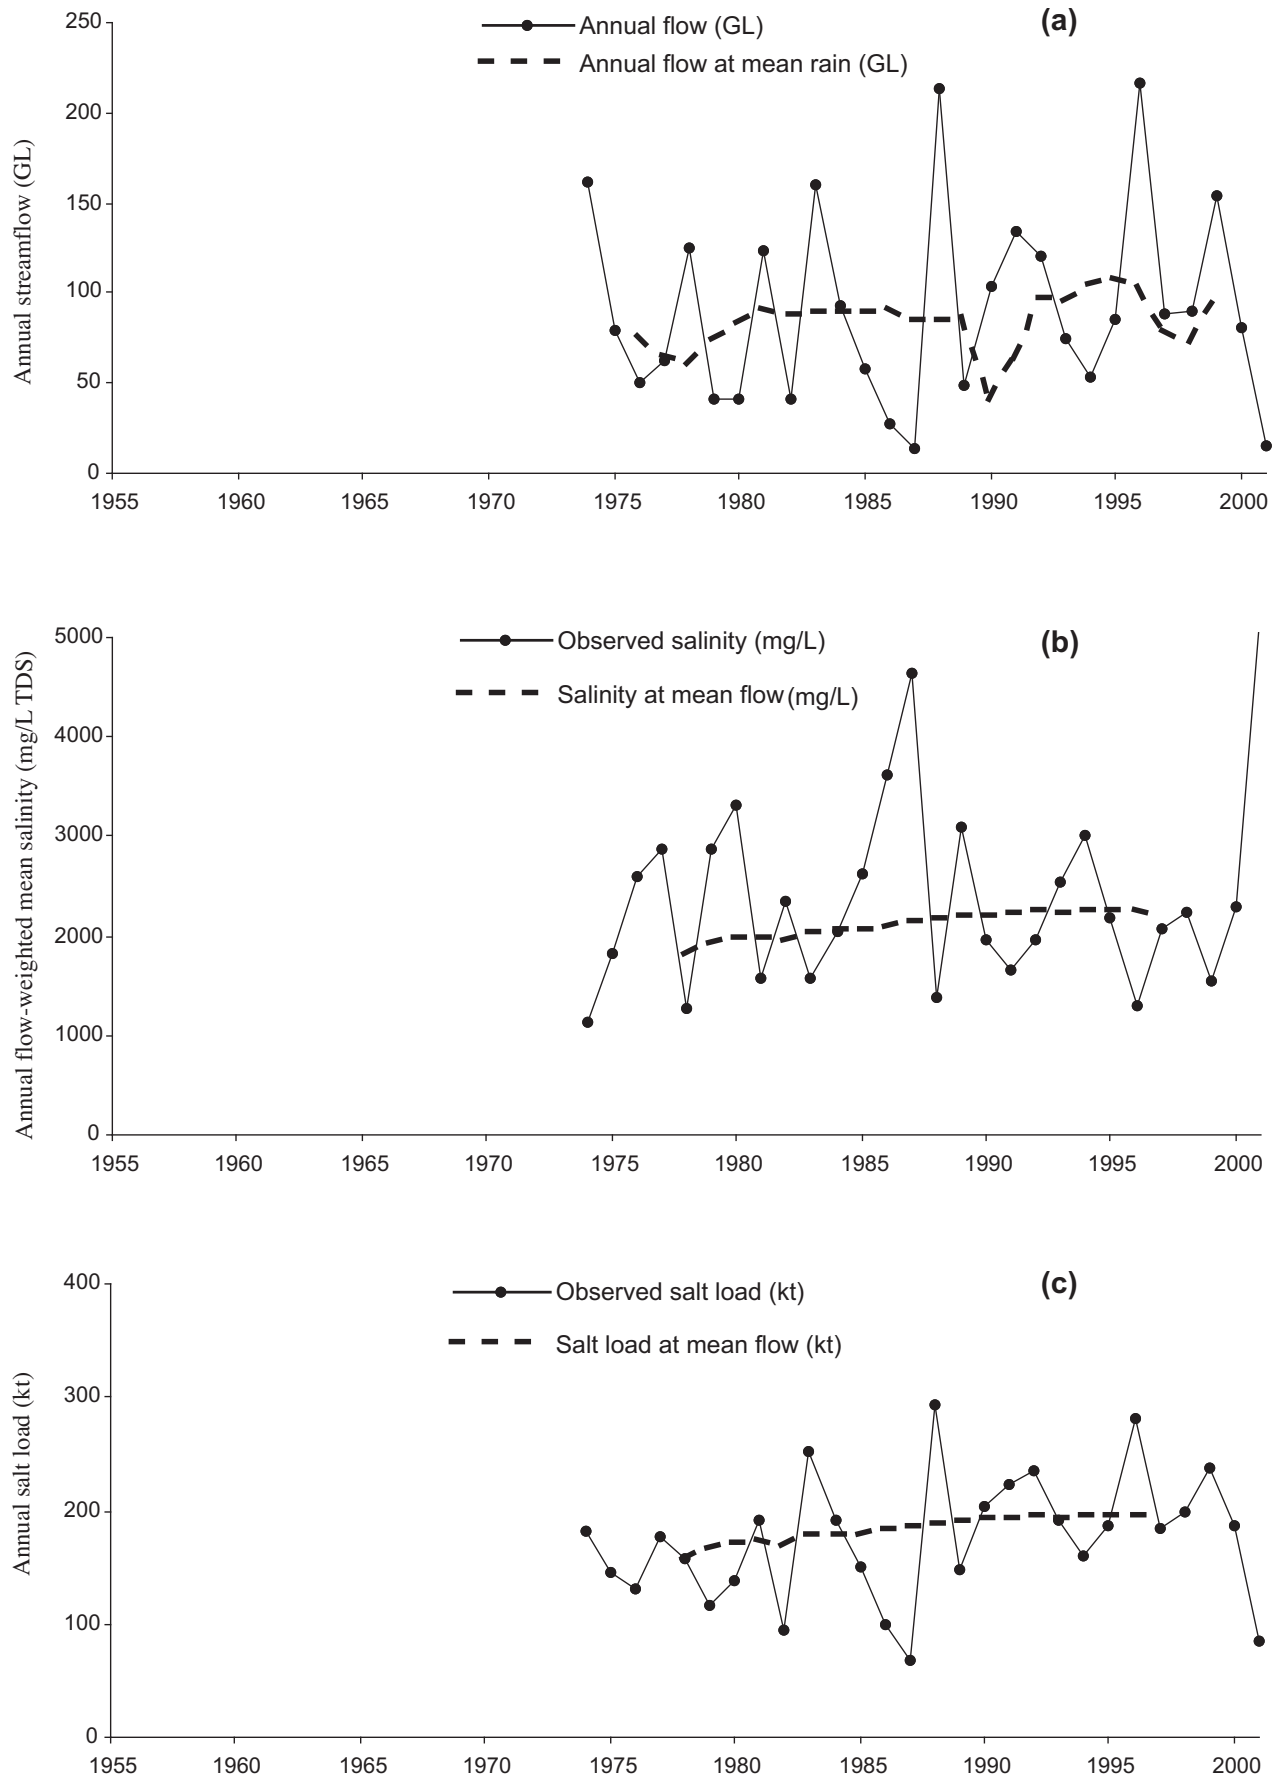 (a)
Annual flow (GL)
Annual flow at mean rain (GL)
Annual streamflow (GL)
250
200
150
100
50
0
1955 1960 1965 1970 1975 1980 1985 1990 1995 2000
(b)
Observed salinity (mg/L)
Salinity at mean flow (mg/L)
Annual flow-weighted mean salinity (mg/L TDS)
5000
4000
3000
2000
1000
0
1955 1960 1965 1970 1975 1980 1985 1990 1995 2000
(c)
Observed salt load (kt)
Salt load at mean flow (kt)
Annual salt load (kt)
400
300
200
100
0
1955 1960 1965 1970 1975 1980 1985 1990 1995 2000